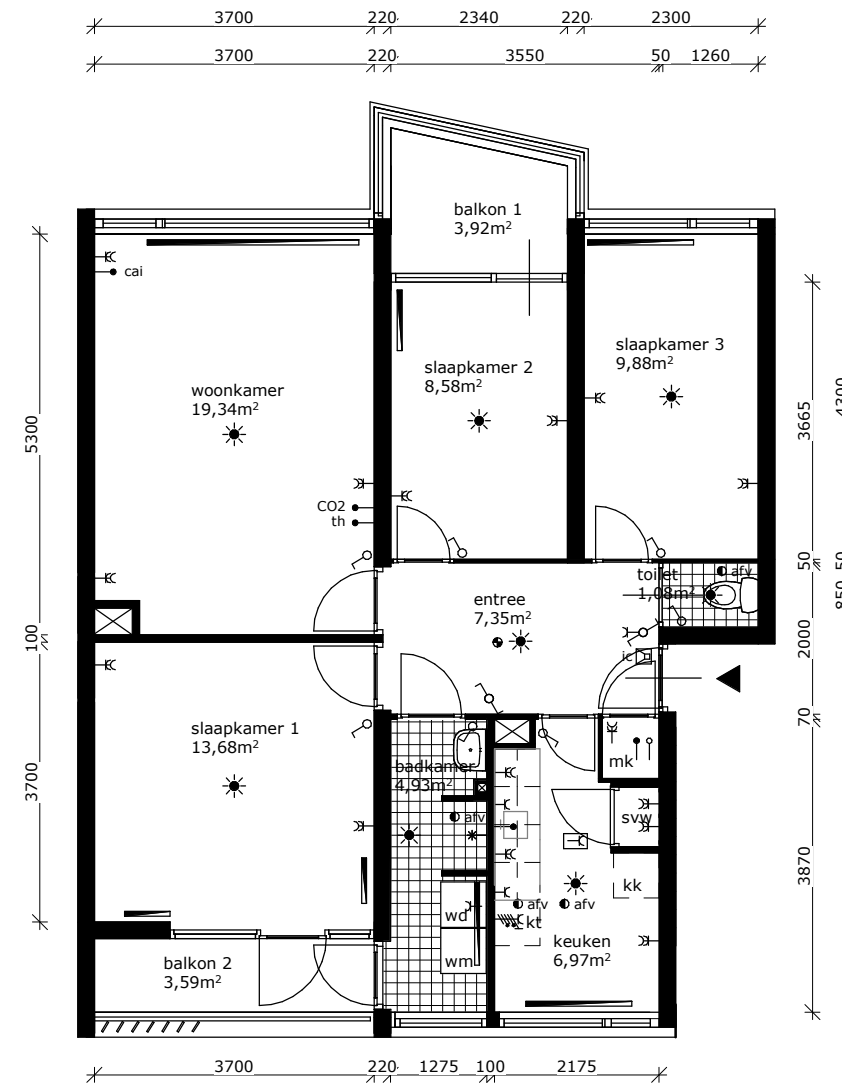 3700 220 2340 220 2300
3700 220 3550 50 1260
balkon 1
3,92m²
cai
slaapkamer 3
9,88m²
slaapkamer 2
8,58m²
woonkamer
19,34m²
5300
3665
4300
CO2
th
50
50
850
toilet
afv
1,08m²
entree
7,35m²
100
2000
ic
70
slaapkamer 1
13,68m²
badkamer
4,93m²
mk
3700
afv
svw
3870
kk
afv
afv
wd
kt
keuken
6,97m²
wm
balkon 2
3,59m²
3700 220 1275 100 2175